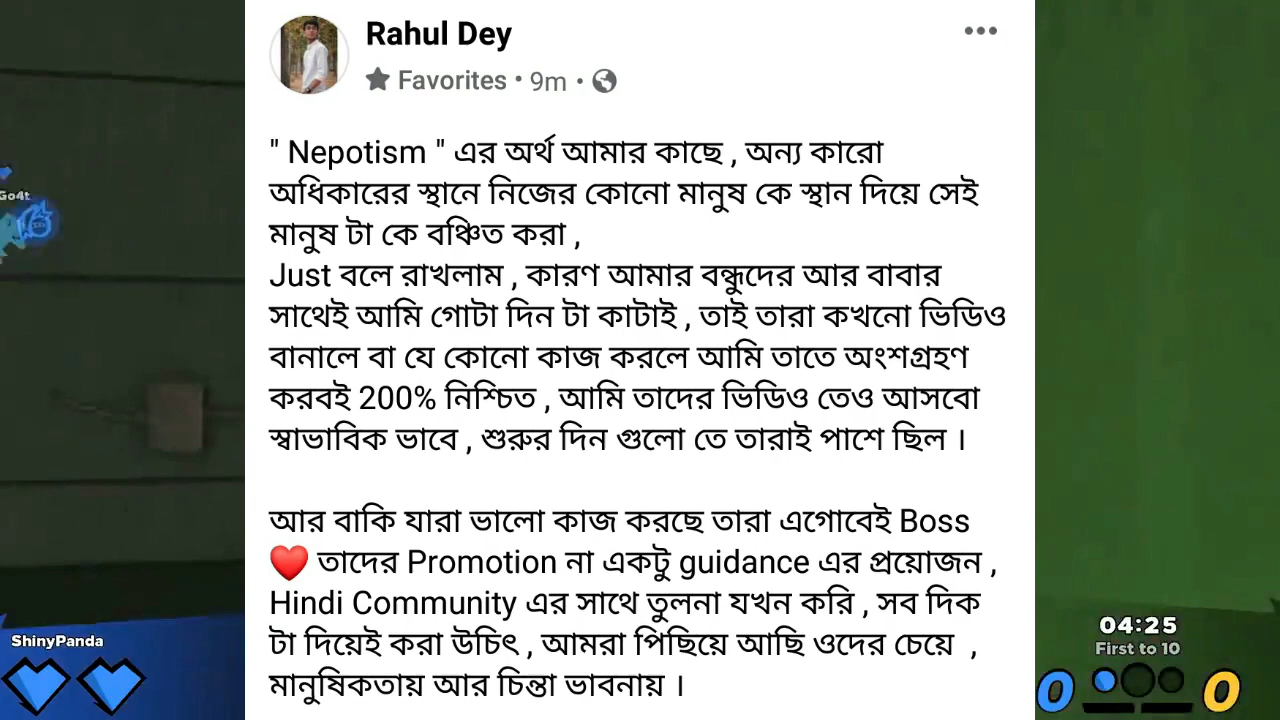 Rahul Dey
Favorites • 9m •
" Nepotism " এর অর্থ আমার কাছে , অন্য কারো
অধিকারের স্থানে নিজের কোনো মানুষ কে স্থান দিয়ে সেই
মানুষ টা কে বঞ্চিত করা ,
Just বলে রাখলাম , কারণ আমার বন্ধুদের আর বাবার
সাথেই আমি গোটা দিন টা কাটাই , তাই তারা কখনো ভিডিও
বানালে বা যে কোনো কাজ করলে আমি তাতে অংশগ্রহণ
করবই 200% নিশ্চিত , আমি তাদের ভিডিও তেও আসবো
স্বাভাবিক ভাবে , শুরুর দিন গুলো তে তারাই পাশে ছিল ।
আর বাকি যারা ভালো কাজ করছে তারা এগোবেই Boss
❤️ তাদের Promotion না একটু guidance এর প্রয়োজন ,
Hindi Community এর সাথে তুলনা যখন করি , সব দিক
টা দিয়েই করা উচিৎ , আমরা পিছিয়ে আছি ওদের চেয়ে ,
মানুষিকতায় আর চিন্তা ভাবনায় ।
Go4t
ShinyPanda
04:25
First to 10
0 0